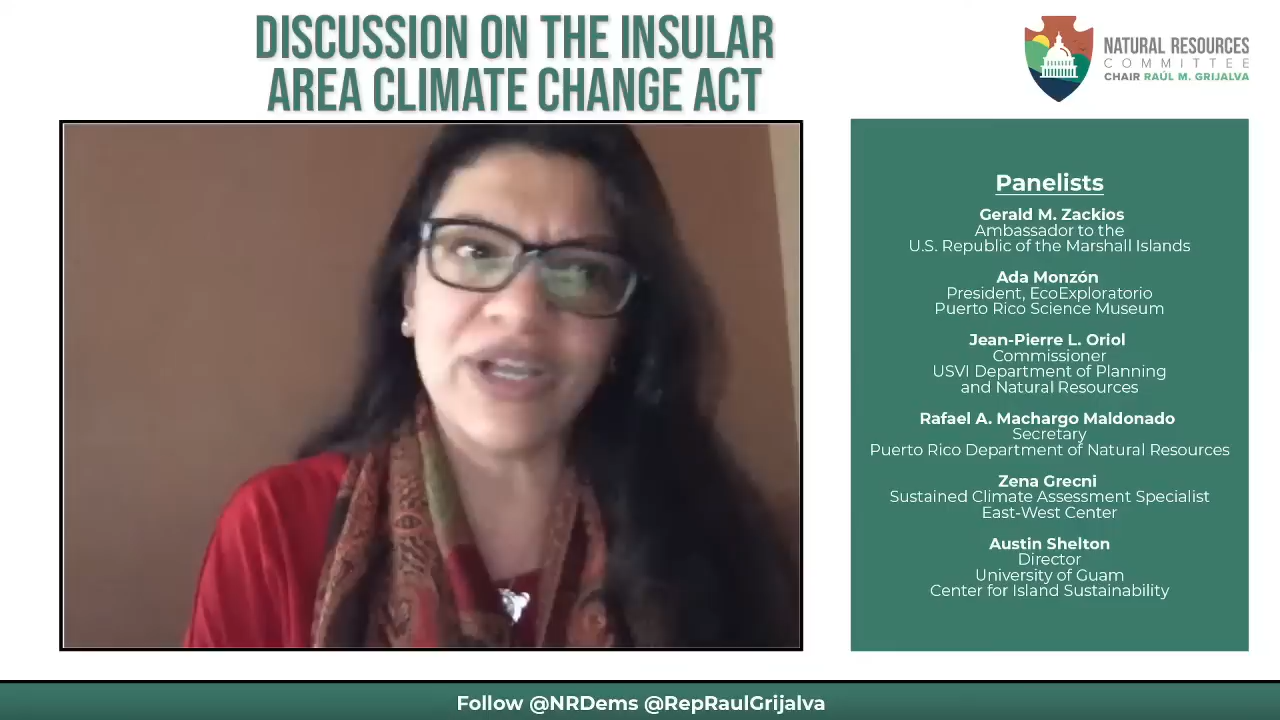 DISCUSSION ON THE INSULAR
AREA CLIMATE CHANGE ACT
NATURAL RESOURCES
COMMITTEE
CHAIR RAÚL M. GRIJALVA
Panelists
Gerald M. Zackios
Ambassador to the
U.S. Republic of the Marshall Islands
Ada Monzón
President, EcoExploratorio
Puerto Rico Science Museum
Jean-Pierre L. Oriol
Commissioner
USVI Department of Planning
and Natural Resources
Rafael A. Machargo Maldonado
Secretary
Puerto Rico Department of Natural Resources
Zena Grecni
Sustained Climate Assessment Specialist
East-West Center
Austin Shelton
Director
University of Guam
Center for Island Sustainability
Follow @NRDems @RepRaulGrijalva